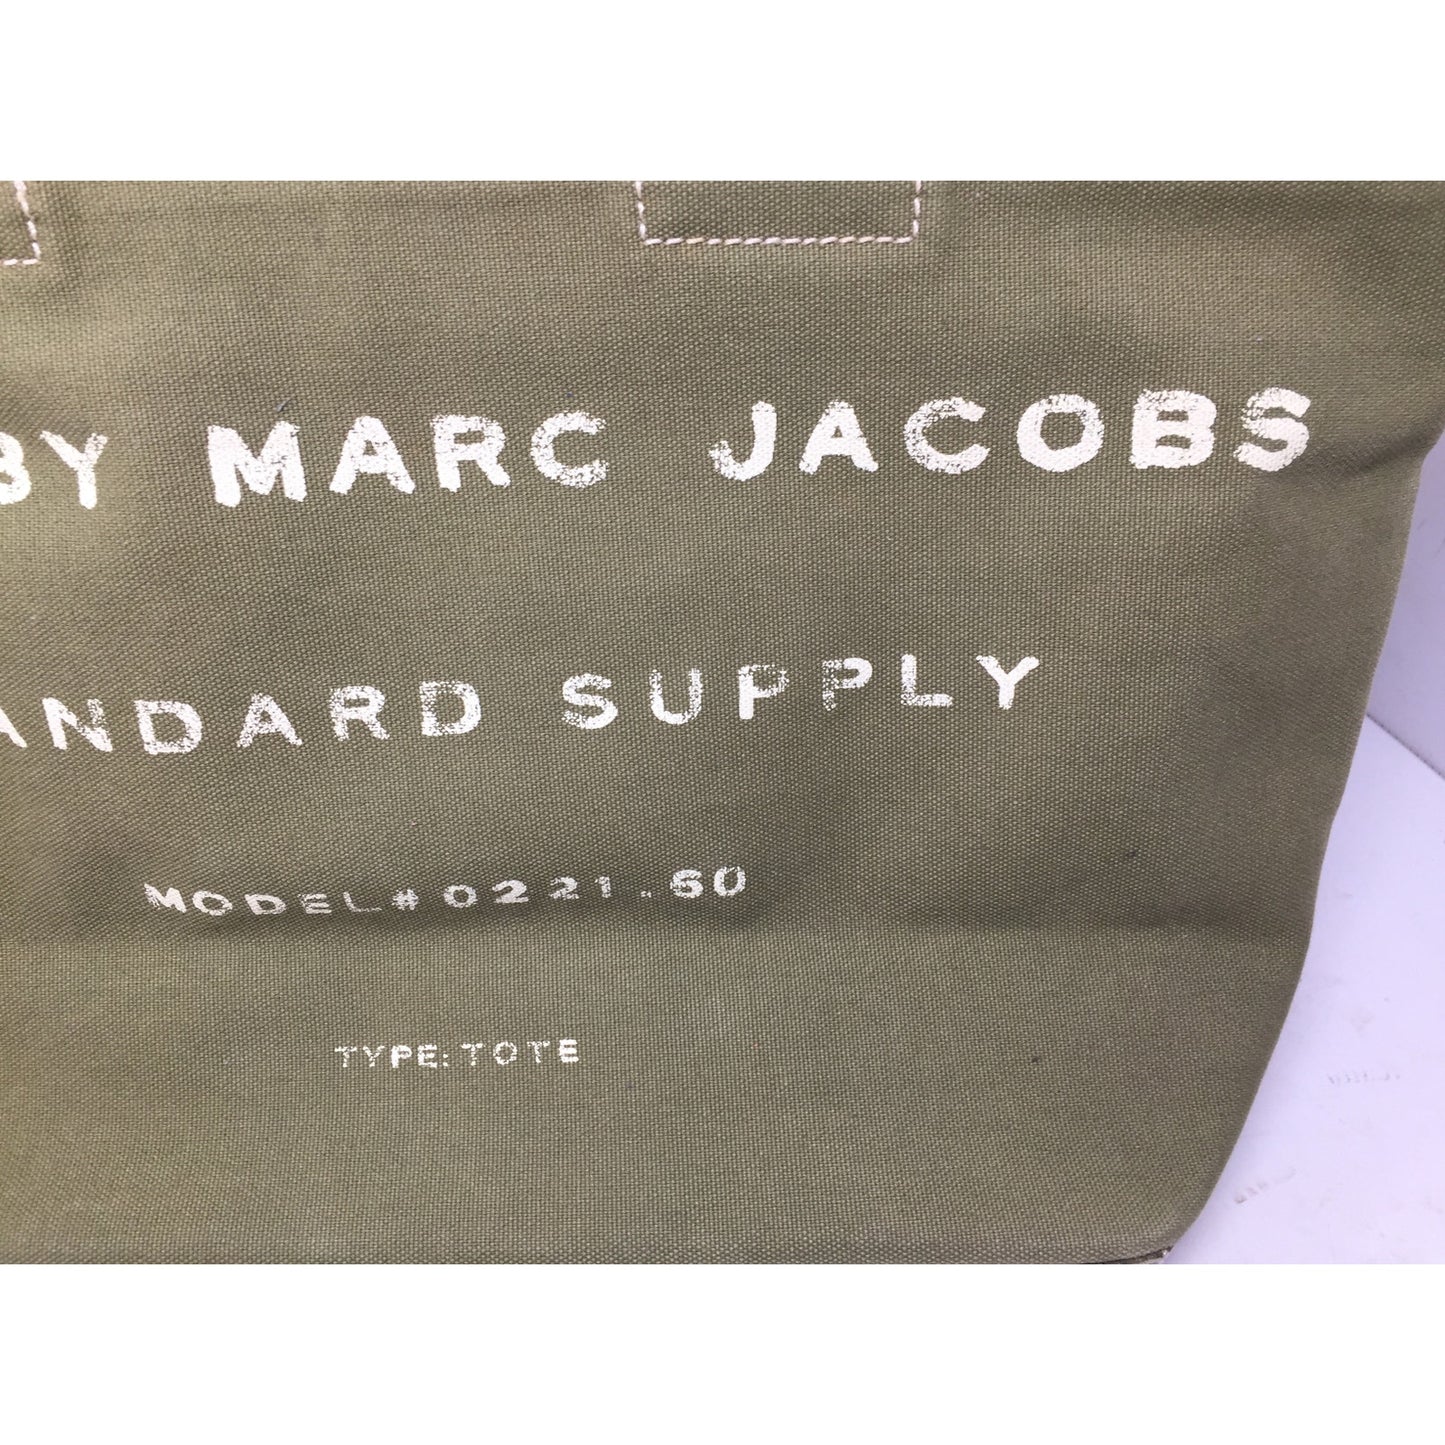 BY MARC JACOBS
ANDARD SUPPLY
MODEL#0221.60
TYPE: TOTE